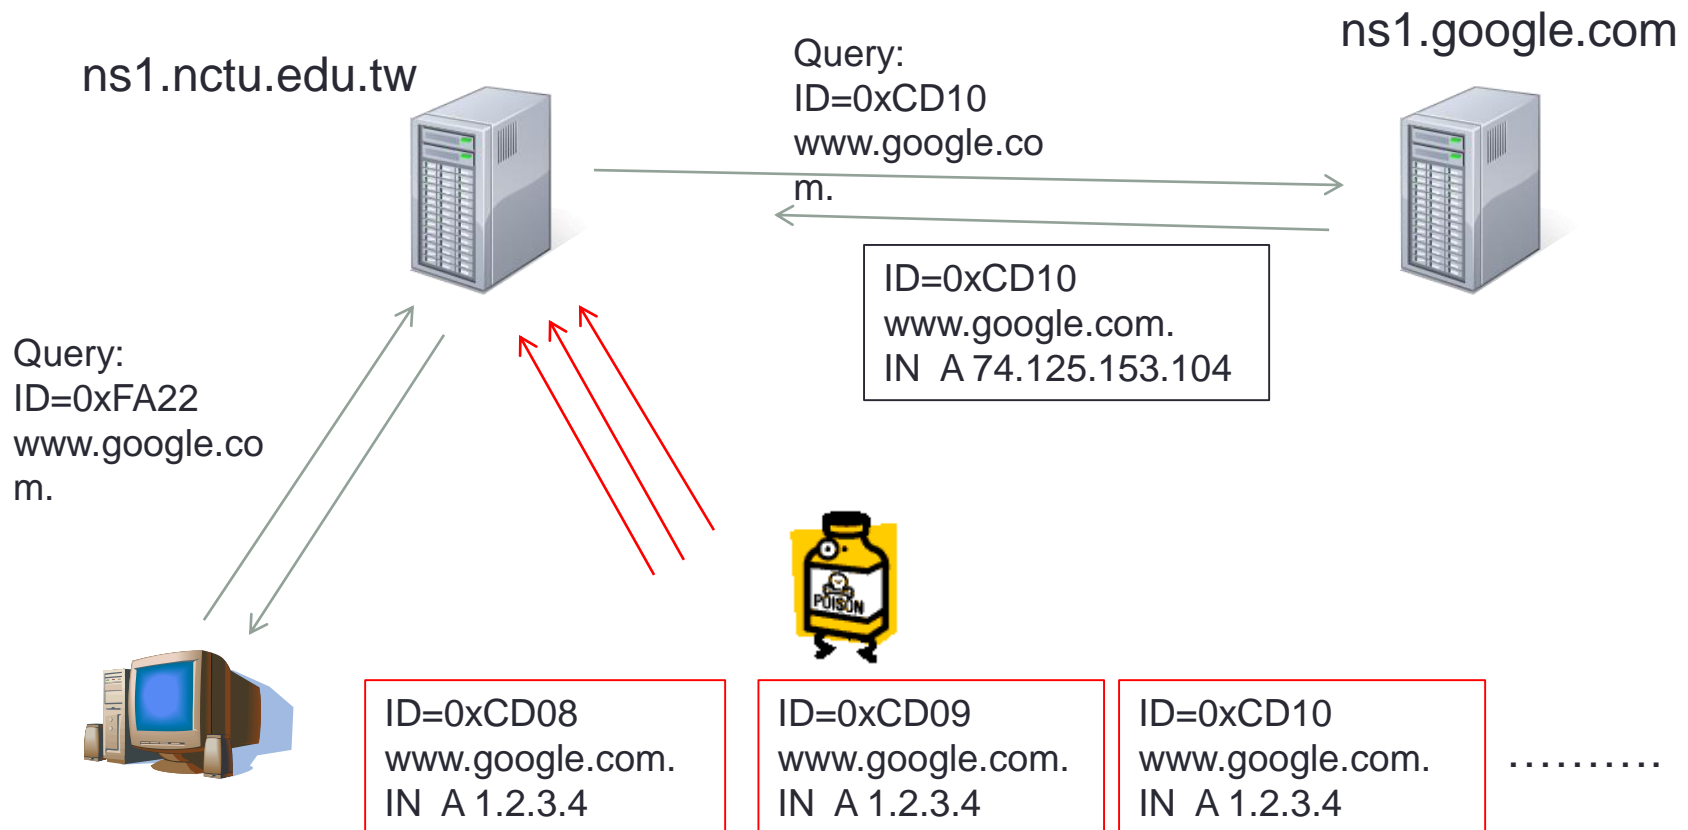 ns1.google.com
ns1.nctu.edu.tw
Query:
ID=0xCD10
www.google.co
m.
ID=0xCD10
www.google.com.
IN A 74.125.153.104
Query:
ID=0xFA22
www.google.co
m.
POISON
ID=0xCD08
www.google.com.
IN A 1.2.3.4
ID=0xCD09
www.google.com.
IN A 1.2.3.4
ID=0xCD10
www.google.com.
IN A 1.2.3.4
..........